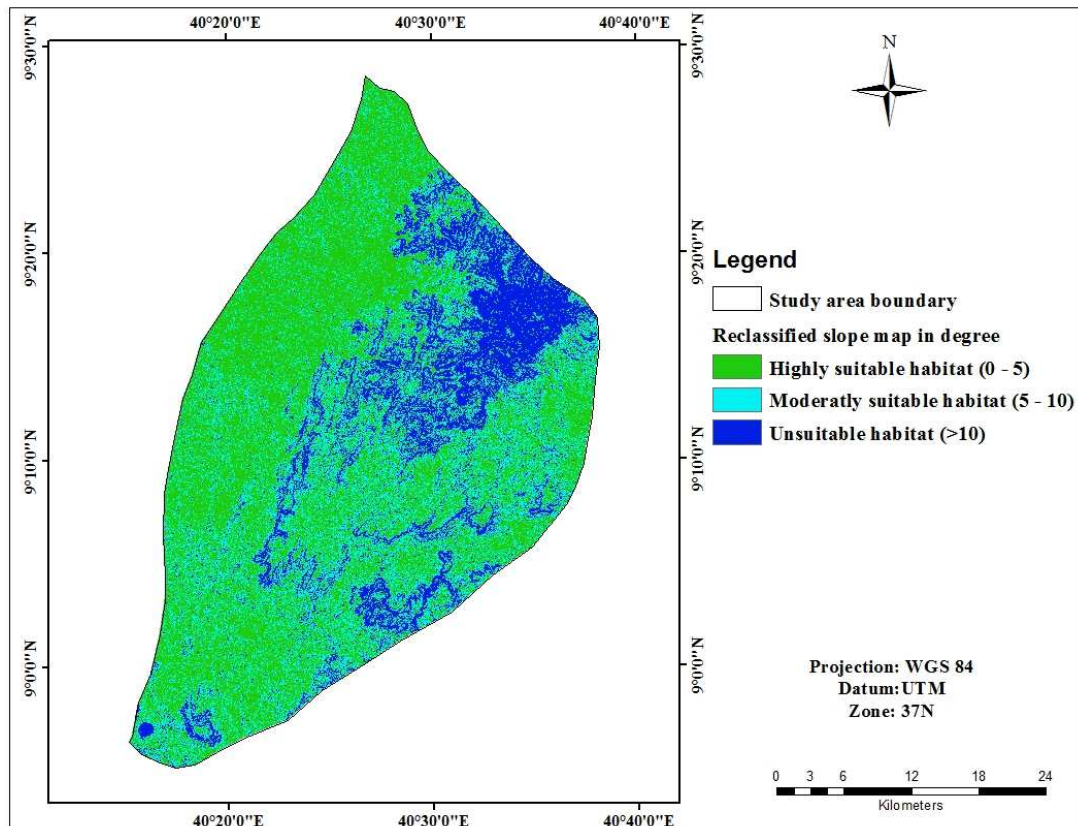 40°20'0"E 40°30'0"E 40°40'0"E
9°30'0"N 9°30'0"N
N
9°20'0"N 9°20'0"N
Legend
Study area boundary
Reclassified slope map in degree
Highly suitable habitat (0 - 5)
Moderatly suitable habitat (5 - 10)
Unsuitable habitat (>10)
9°10'0"N 9°10'0"N
9°0'0"N 9°0'0"N
Projection: WGS 84
Datum:UTM
Zone: 37N
0 3 6 12 18 24
Kilometers
40°20'0"E 40°30'0"E 40°40'0"E